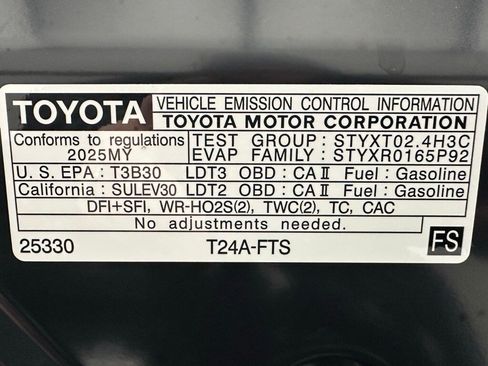 TOYOTA VEHICLE EMISSION CONTROL INFORMATION
TOYOTA MOTOR CORPORATION
Conforms to regulations TEST GROUP : STYXT02.4H3C
2025MY EVAP FAMILY : STYXR0165P92
U.S. EPA : T3B30 LDT3 OBD : CA II Fuel : Gasoline
California : SULEV30 LDT2 OBD : CA II Fuel : Gasoline
DFI+SFI, WR-HO2S(2), TWC(2), TC, CAC
No adjustments needed.
25330 T24A-FTS FS